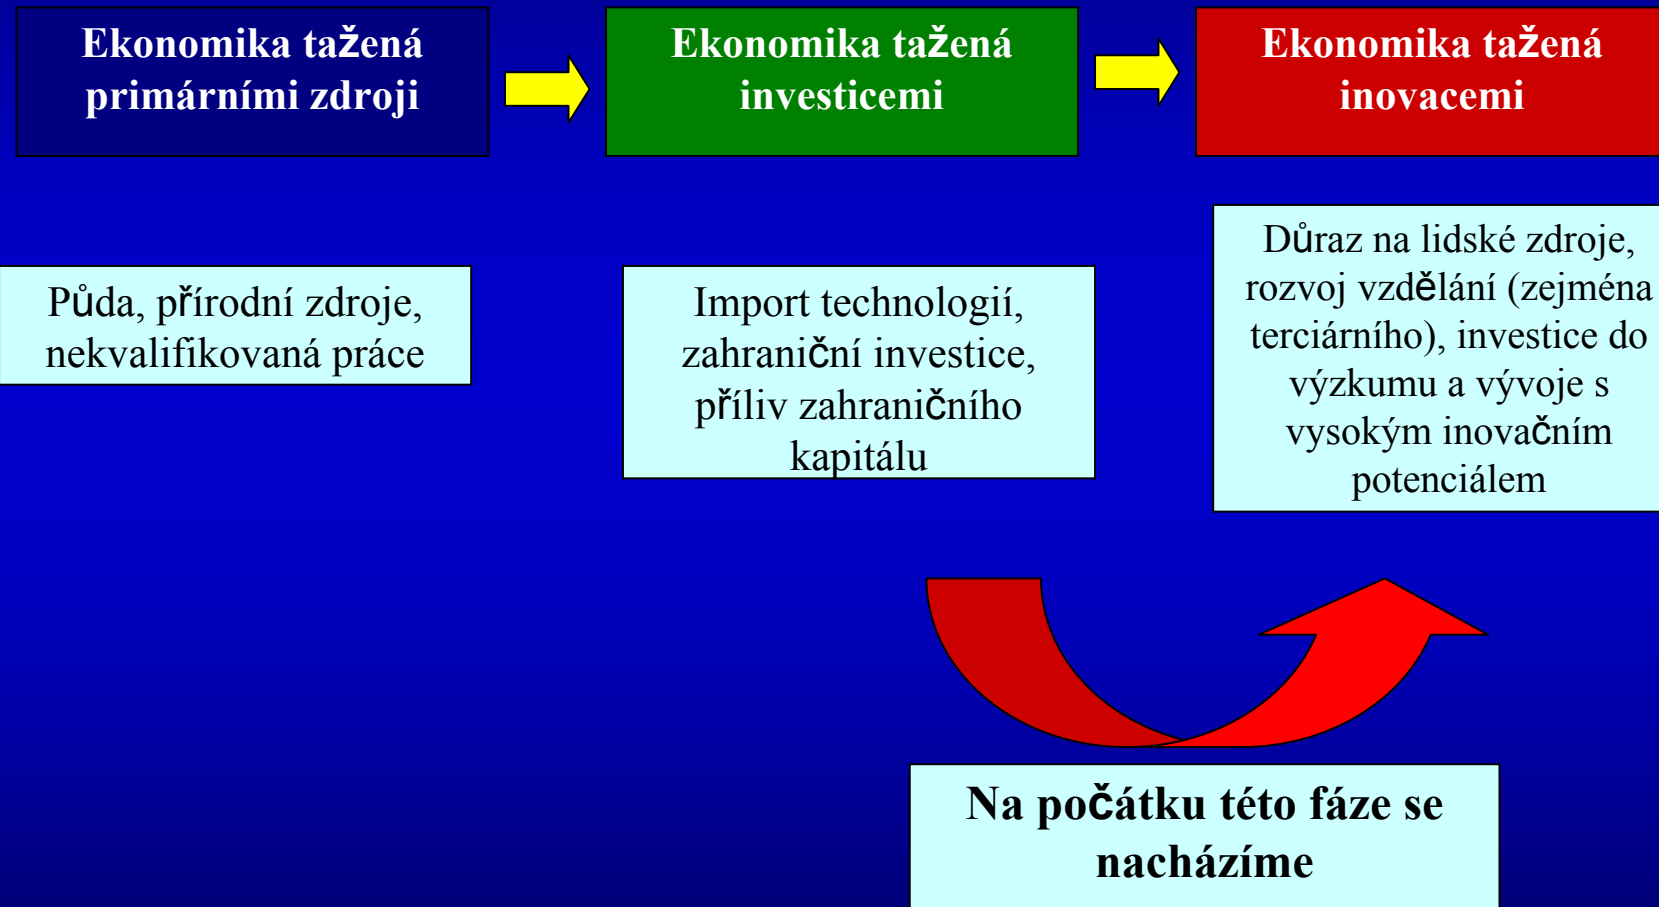 Ekonomika tažená
primárními zdroji
Ekonomika tažená
investicemi
Ekonomika tažená
inovacemi
Půda, přírodní zdroje,
nekvalifikovaná práce
Import technologií,
zahraniční investice,
příliv zahraničního
kapitálu
Důraz na lidské zdroje,
rozvoj vzdělání (zejména
terciárního), investice do
výzkumu a vývoje s
vysokým inovačním
potenciálem
Na počátku této fáze se
nacházíme